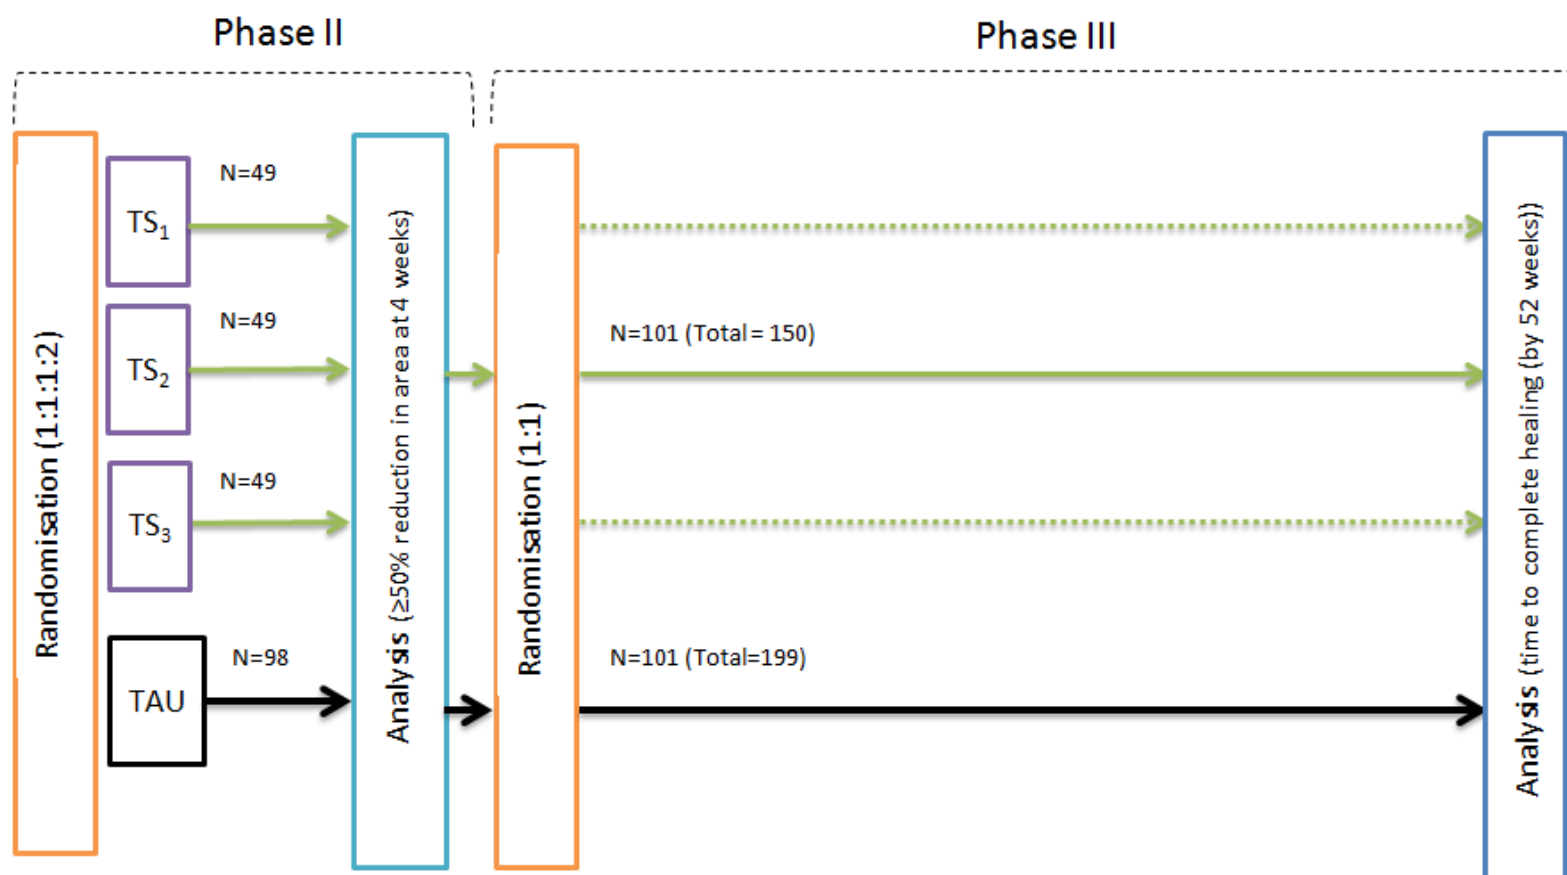 Phase II
Phase III
Randomisation (1:1:1:2)
TS₁
N=49
TS₂
N=49
TS₃
N=49
TAU
N=98
Analysis (≥50% reduction in area at 4 weeks)
Randomisation (1:1)
N=101 (Total = 150)
N=101 (Total=199)
Analysis (time to complete healing (by 52 weeks))